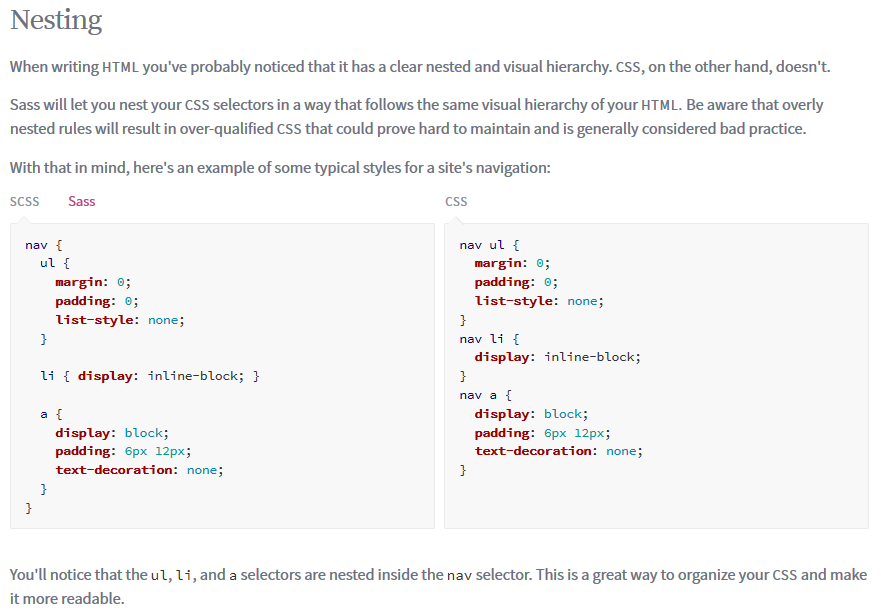 Nesting
When writing HTML you've probably noticed that it has a clear nested and visual hierarchy. CSS, on the other hand, doesn't.
Sass will let you nest your CSS selectors in a way that follows the same visual hierarchy of your HTML. Be aware that overly
nested rules will result in over-qualified CSS that could prove hard to maintain and is generally considered bad practice.
With that in mind, here's an example of some typical styles for a site's navigation:
SCSS Sass
nav {
  ul {
    margin: 0;
    padding: 0;
    list-style: none;
  }

  li { display: inline-block; }

  a {
    display: block;
    padding: 6px 12px;
    text-decoration: none;
  }
}
CSS
nav ul {
  margin: 0;
  padding: 0;
  list-style: none;
}
nav li {
  display: inline-block;
}
nav a {
  display: block;
  padding: 6px 12px;
  text-decoration: none;
}
You'll notice that the ul, li, and a selectors are nested inside the nav selector. This is a great way to organize your CSS and make
it more readable.